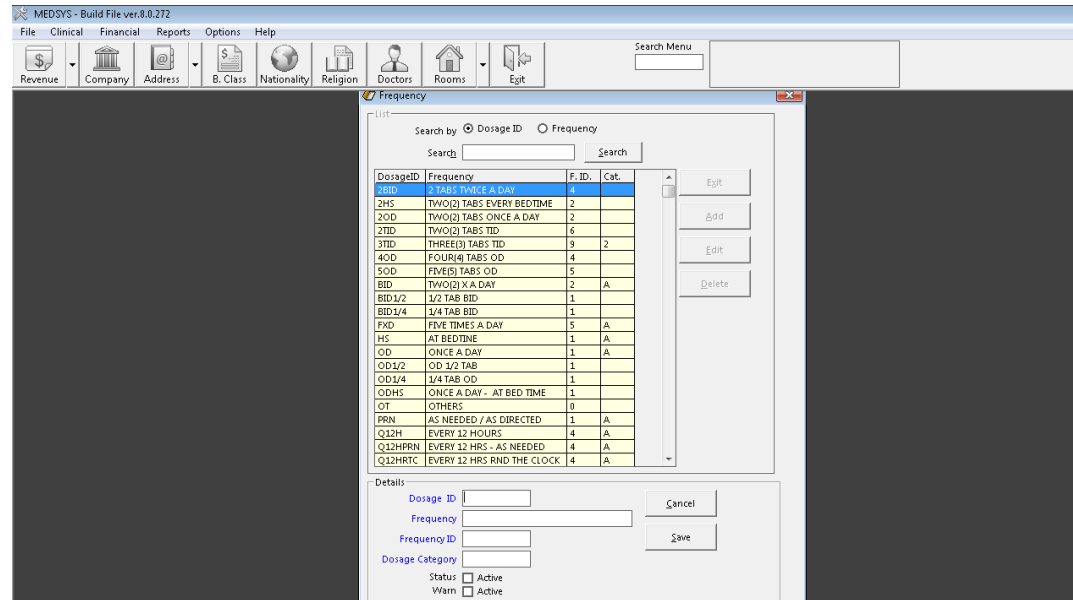 MEDSYS - Build File ver.8.0.272
File Clinical Financial Reports Options Help
Revenue Company Address B. Class Nationality Religion Doctors Rooms Exit
Search Menu
Frequency
List
Search by Dosage ID Frequency
Search Search
DosageID Frequency F. ID. Cat.
2BID 2 TABS TWICE A DAY 4
2HS TWO(2) TABS EVERY BEDTIME 2
2OD TWO(2) TABS ONCE A DAY 2
2TID TWO(2) TABS TID 6
3TID THREE(3) TABS TID 9 2
4OD FOUR(4) TABS OD 4
5OD FIVE(5) TABS OD 5
BID TWO(2) X A DAY 2 A
BID1/2 1/2 TAB BID 1
BID1/4 1/4 TAB BID 1
FXD FIVE TIMES A DAY 5 A
HS AT BEDTINE 1 A
OD ONCE A DAY 1 A
OD1/2 OD 1/2 TAB 1
OD1/4 1/4 TAB OD 1
ODHS ONCE A DAY - AT BED TIME 1
OT OTHERS 0
PRN AS NEEDED / AS DIRECTED 1 A
Q12H EVERY 12 HOURS 4 A
Q12HPRN EVERY 12 HRS - AS NEEDED 4 A
Q12HRTC EVERY 12 HRS RND THE CLOCK 4 A
Exit
Add
Edit
Delete
Details
Dosage ID
Frequency
Frequency ID
Dosage Category
Status Active
Warn Active
Cancel
Save